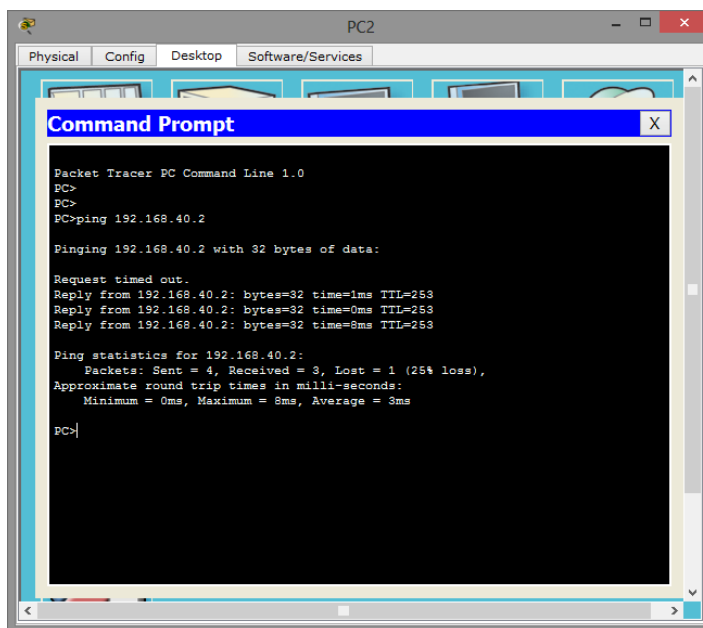 PC2
Physical Config Desktop Software/Services
Command Prompt
X
Packet Tracer PC Command Line 1.0
PC>
PC>
PC>ping 192.168.40.2
Pinging 192.168.40.2 with 32 bytes of data:
Request timed out.
Reply from 192.168.40.2: bytes=32 time=1ms TTL=253
Reply from 192.168.40.2: bytes=32 time=0ms TTL=253
Reply from 192.168.40.2: bytes=32 time=8ms TTL=253
Ping statistics for 192.168.40.2:
Packets: Sent = 4, Received = 3, Lost = 1 (25% loss),
Approximate round trip times in milli-seconds:
Minimum = 0ms, Maximum = 8ms, Average = 3ms
PC>